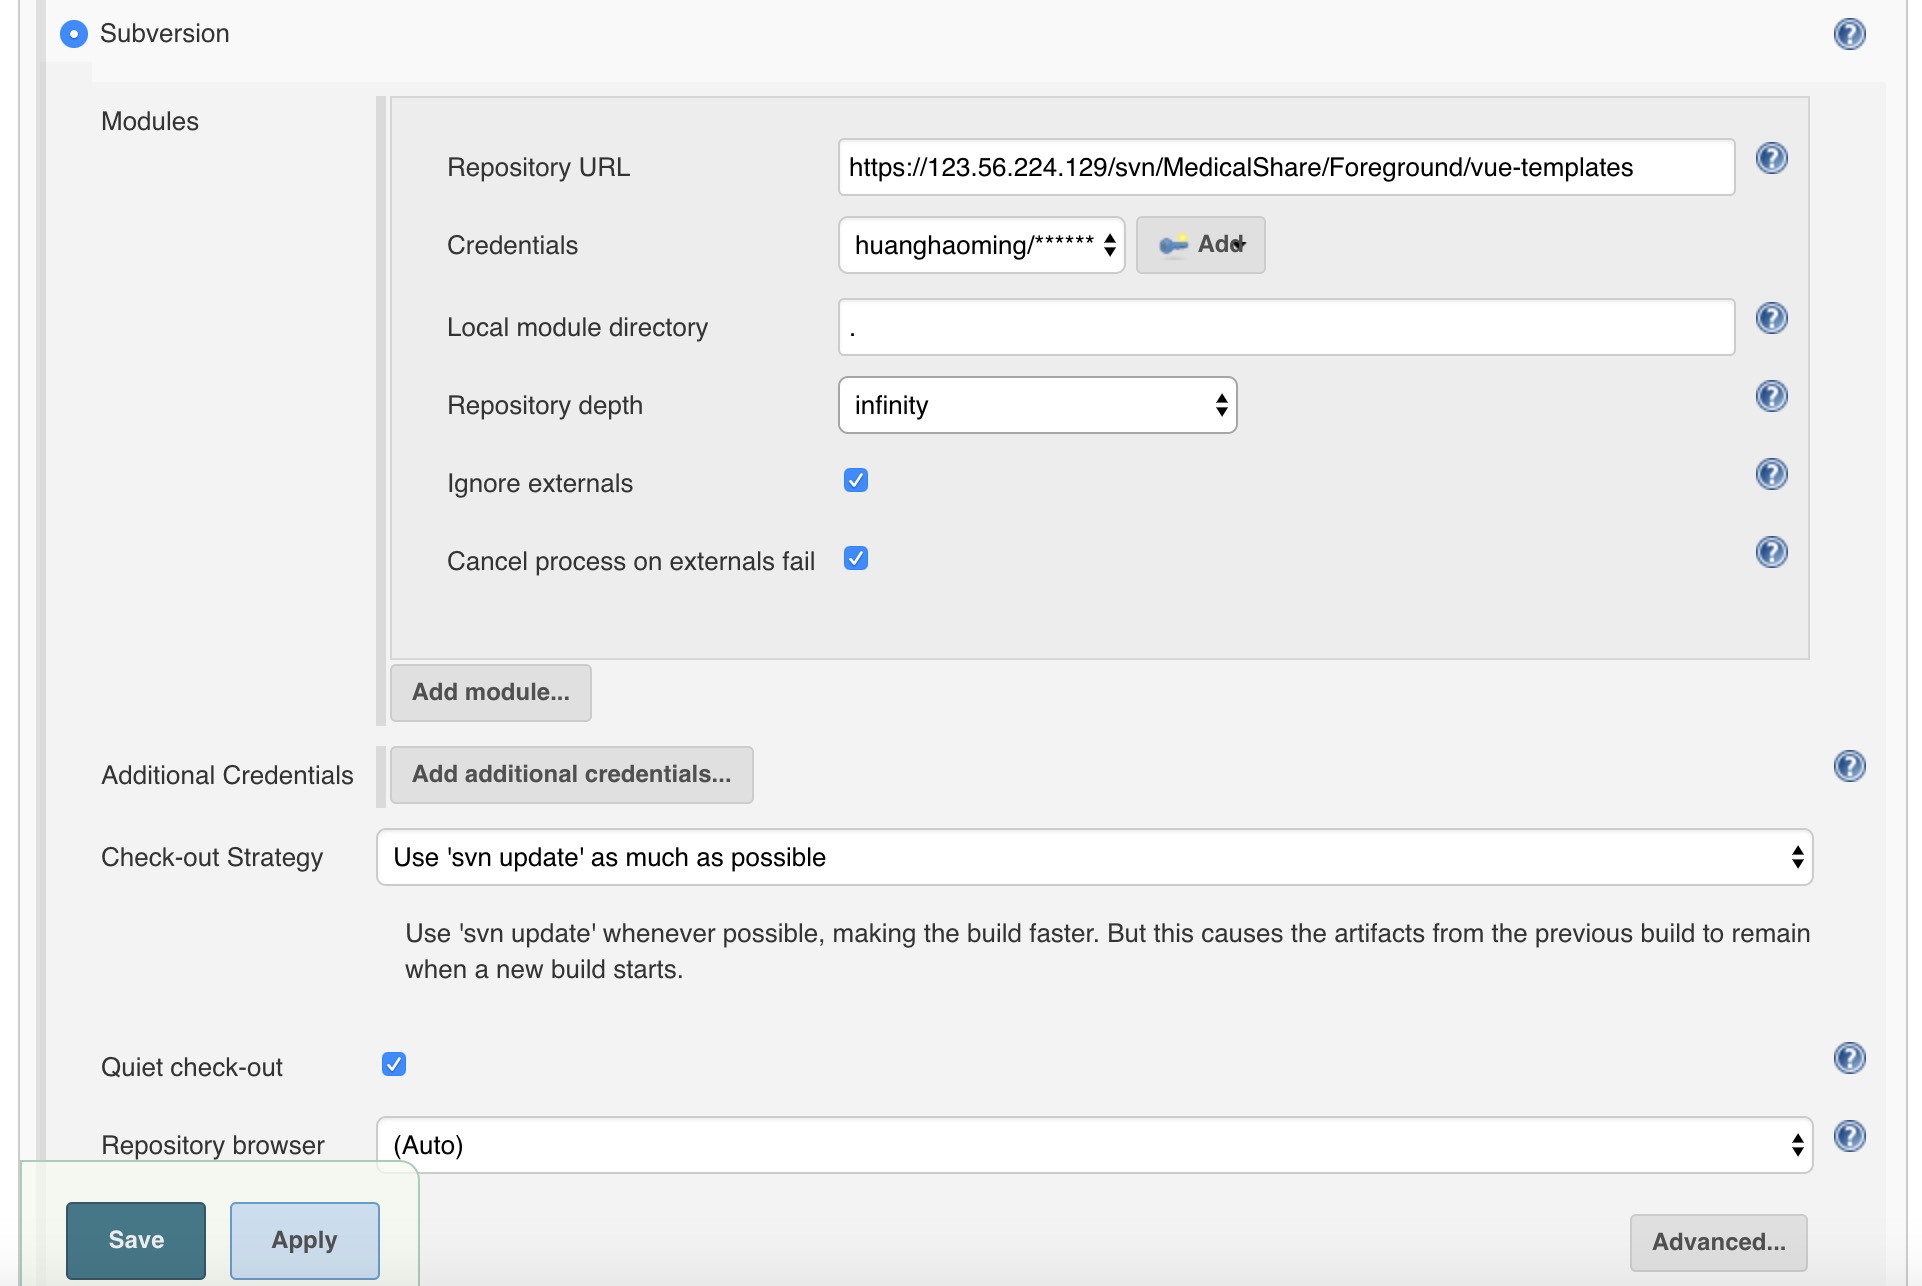 Subversion
Modules
Repository URL
https://123.56.224.129/svn/MedicalShare/Foreground/vue-templates
Credentials
huanghaoming/******
Add
Local module directory
.
Repository depth
infinity
Ignore externals
Cancel process on externals fail
Add module...
Additional Credentials
Add additional credentials...
Check-out Strategy
Use 'svn update' as much as possible
Use 'svn update' whenever possible, making the build faster. But this causes the artifacts from the previous build to remain
when a new build starts.
Quiet check-out
Repository browser
(Auto)
Save
Apply
Advanced...